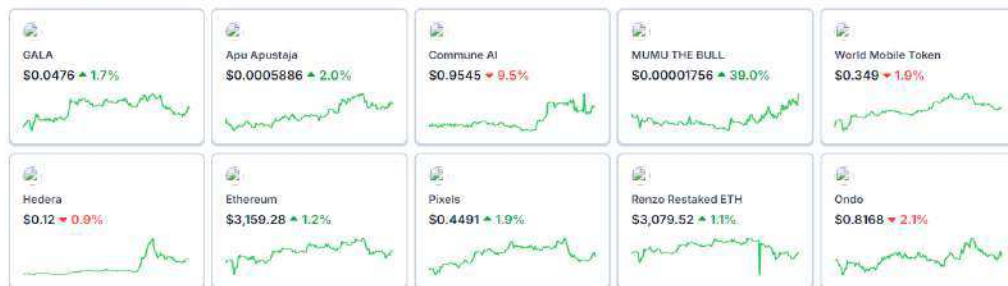 GALA
$0.0476 ▲ 1.7%
Apu Apustaja
$0.0005886 ▲ 2.0%
Commune AI
$0.9545 ▼ 9.5%
MUMU THE BULL
$0.00001756 ▲ 39.0%
World Mobile Token
$0.349 ▼ 1.9%
Hedera
$0.12 ▼ 0.9%
Ethereum
$3,159.28 ▲ 1.2%
Pixels
$0.4491 ▲ 1.9%
Renzo Restaked ETH
$3,079.52 ▲ 1.1%
Ondo
$0.8168 ▼ 2.1%